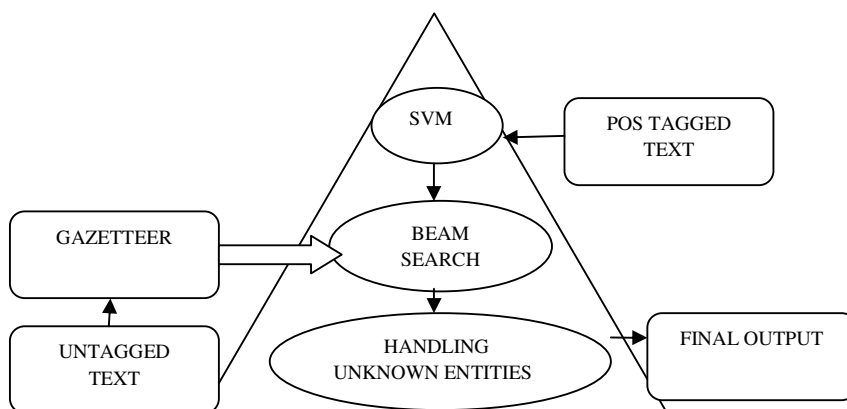 SVM
POS TAGGED
TEXT
GAZETTEER
BEAM
SEARCH
UNTAGGED
TEXT
HANDLING
UNKNOWN ENTITIES
FINAL OUTPUT